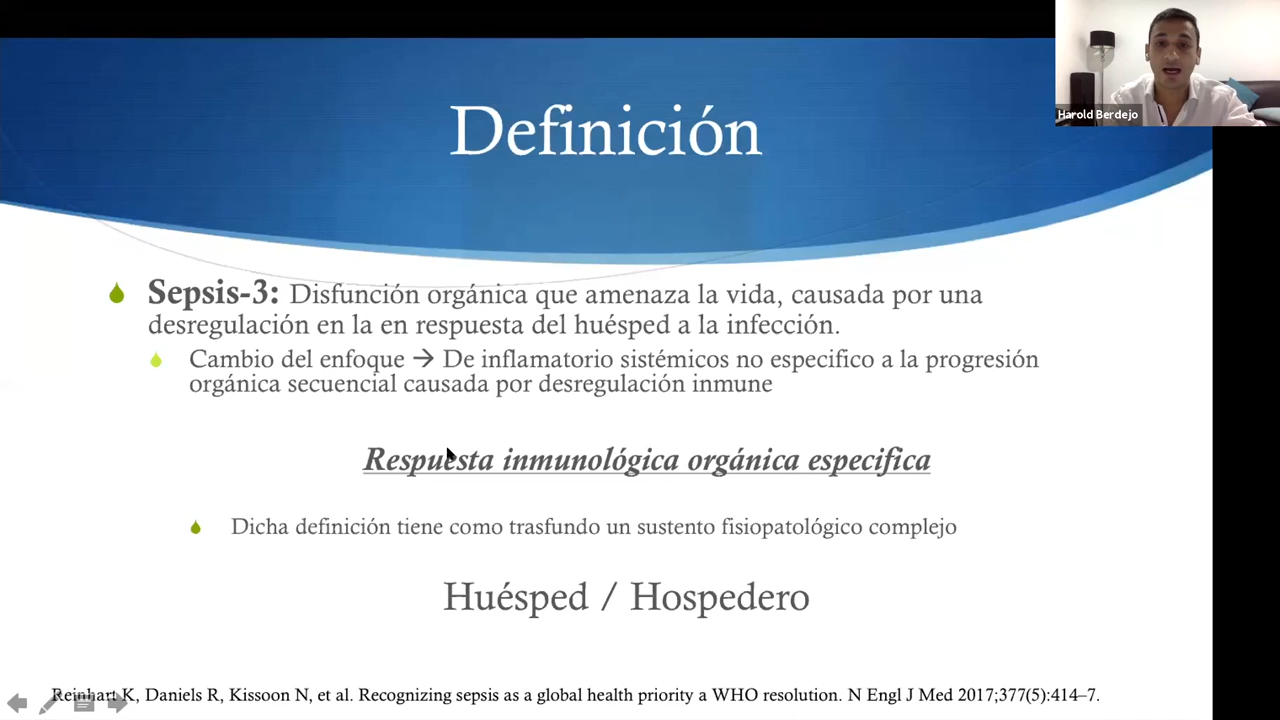 Harold Berdejo
Definición
Sepsis-3: Disfunción orgánica que amenaza la vida, causada por una
desregulación en la en respuesta del huésped a la infección.
Cambio del enfoque → De inflamatorio sistémicos no especifico a la progresión
orgánica secuencial causada por desregulación inmune
Respuesta inmunológica orgánica especifica
Dicha definición tiene como trasfundo un sustento fisiopatológico complejo
Huésped / Hospedero
Reinhart K, Daniels R, Kissoon N, et al. Recognizing sepsis as a global health priority a WHO resolution. N Engl J Med 2017;377(5):414–7.